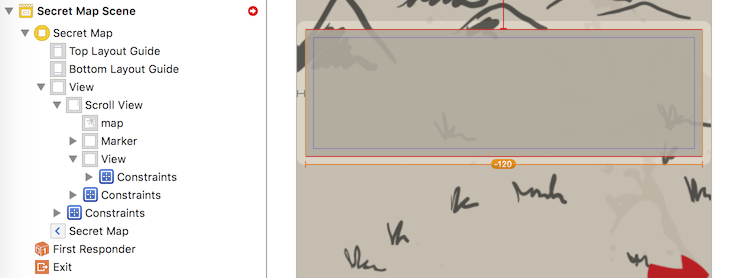 Secret Map Scene
Secret Map
Top Layout Guide
Bottom Layout Guide
View
Scroll View
map
Marker
View
Constraints
Constraints
Constraints
Secret Map
First Responder
Exit
-120